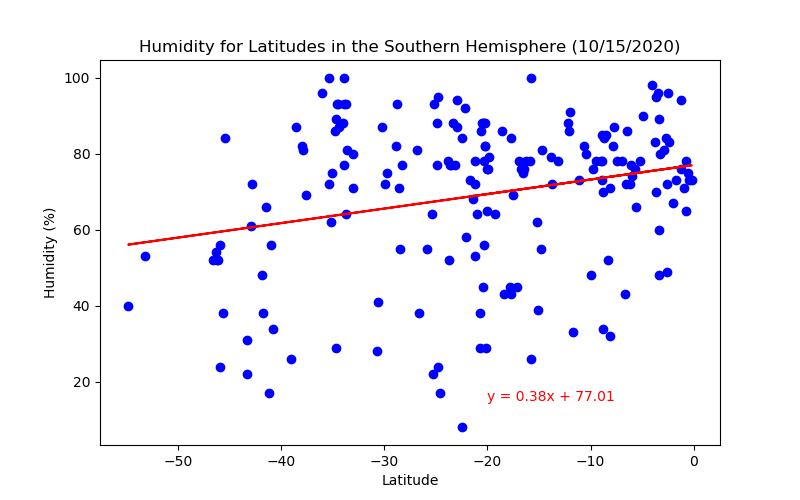 Humidity for Latitudes in the Southern Hemisphere (10/15/2020)
100
80
60
40
20
Humidity (%)
y = 0.38x + 77.01
−50
−40
−30
−20
−10
0
Latitude